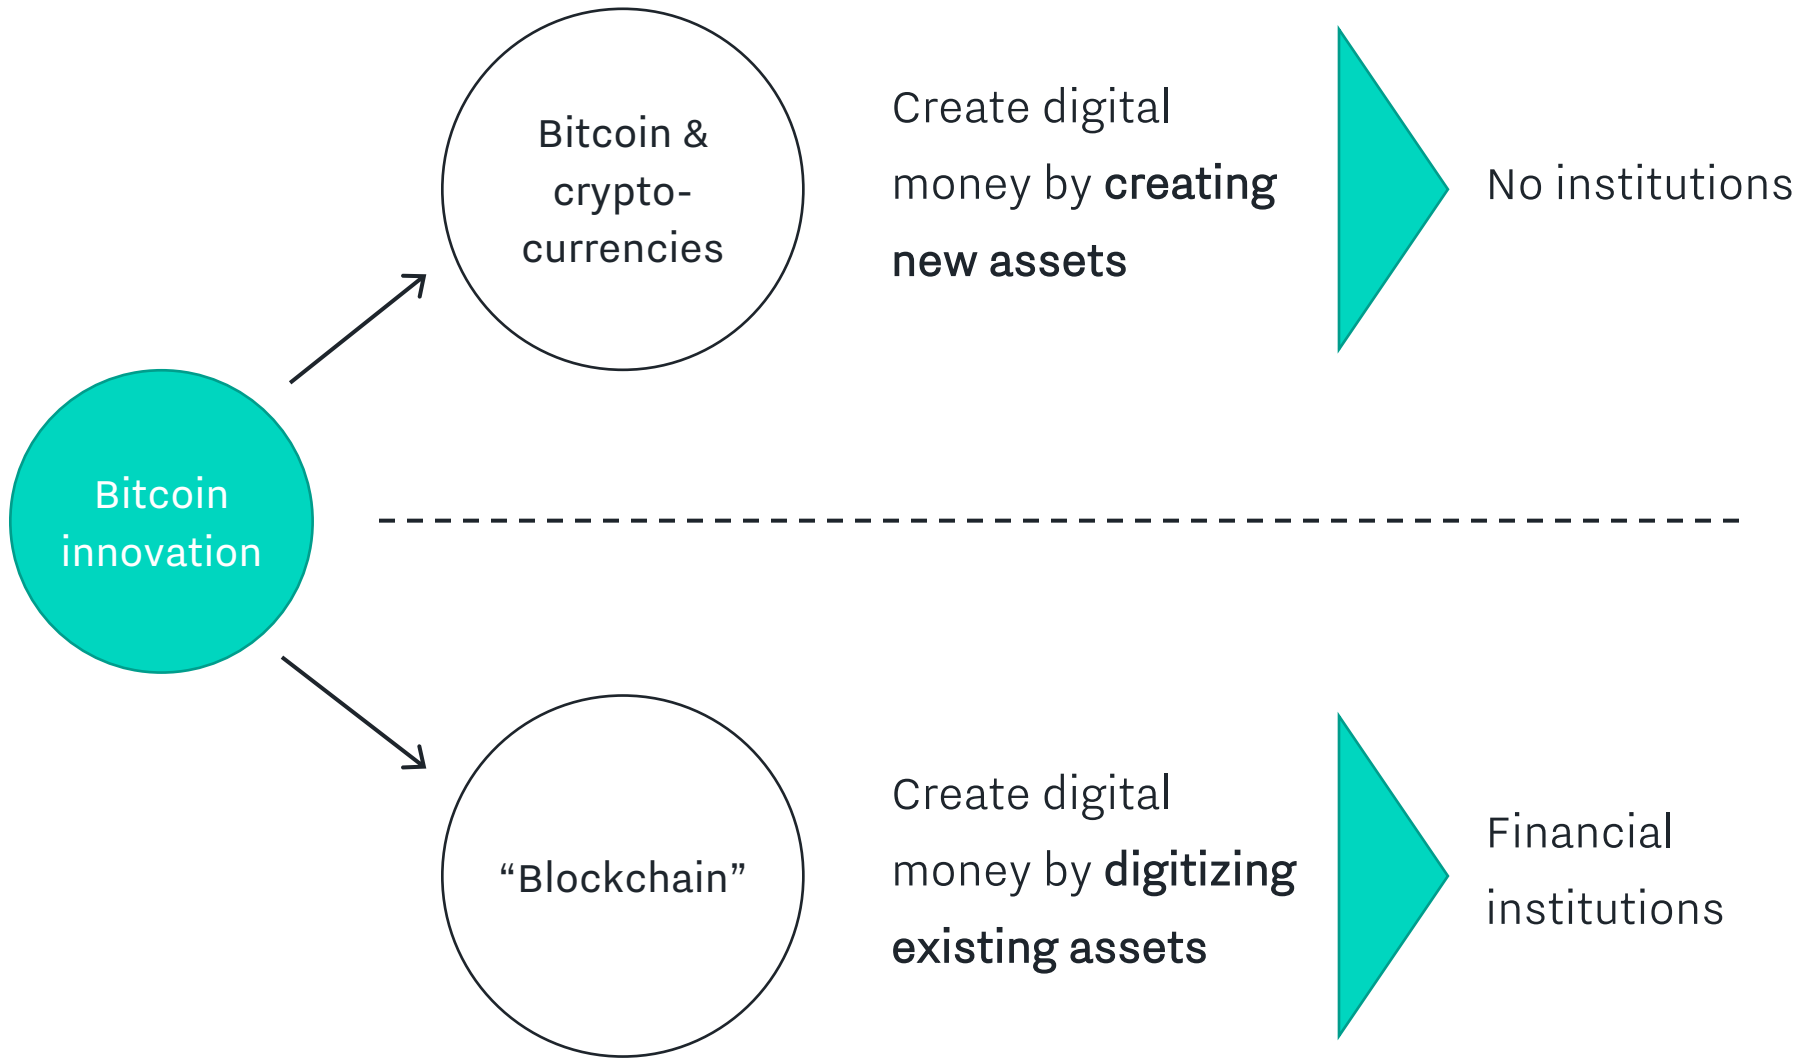 Bitcoin &
crypto-
currencies
Create digital
money by creating
new assets
No institutions
Bitcoin
innovation
“Blockchain”
Create digital
money by digitizing
existing assets
Financial
institutions